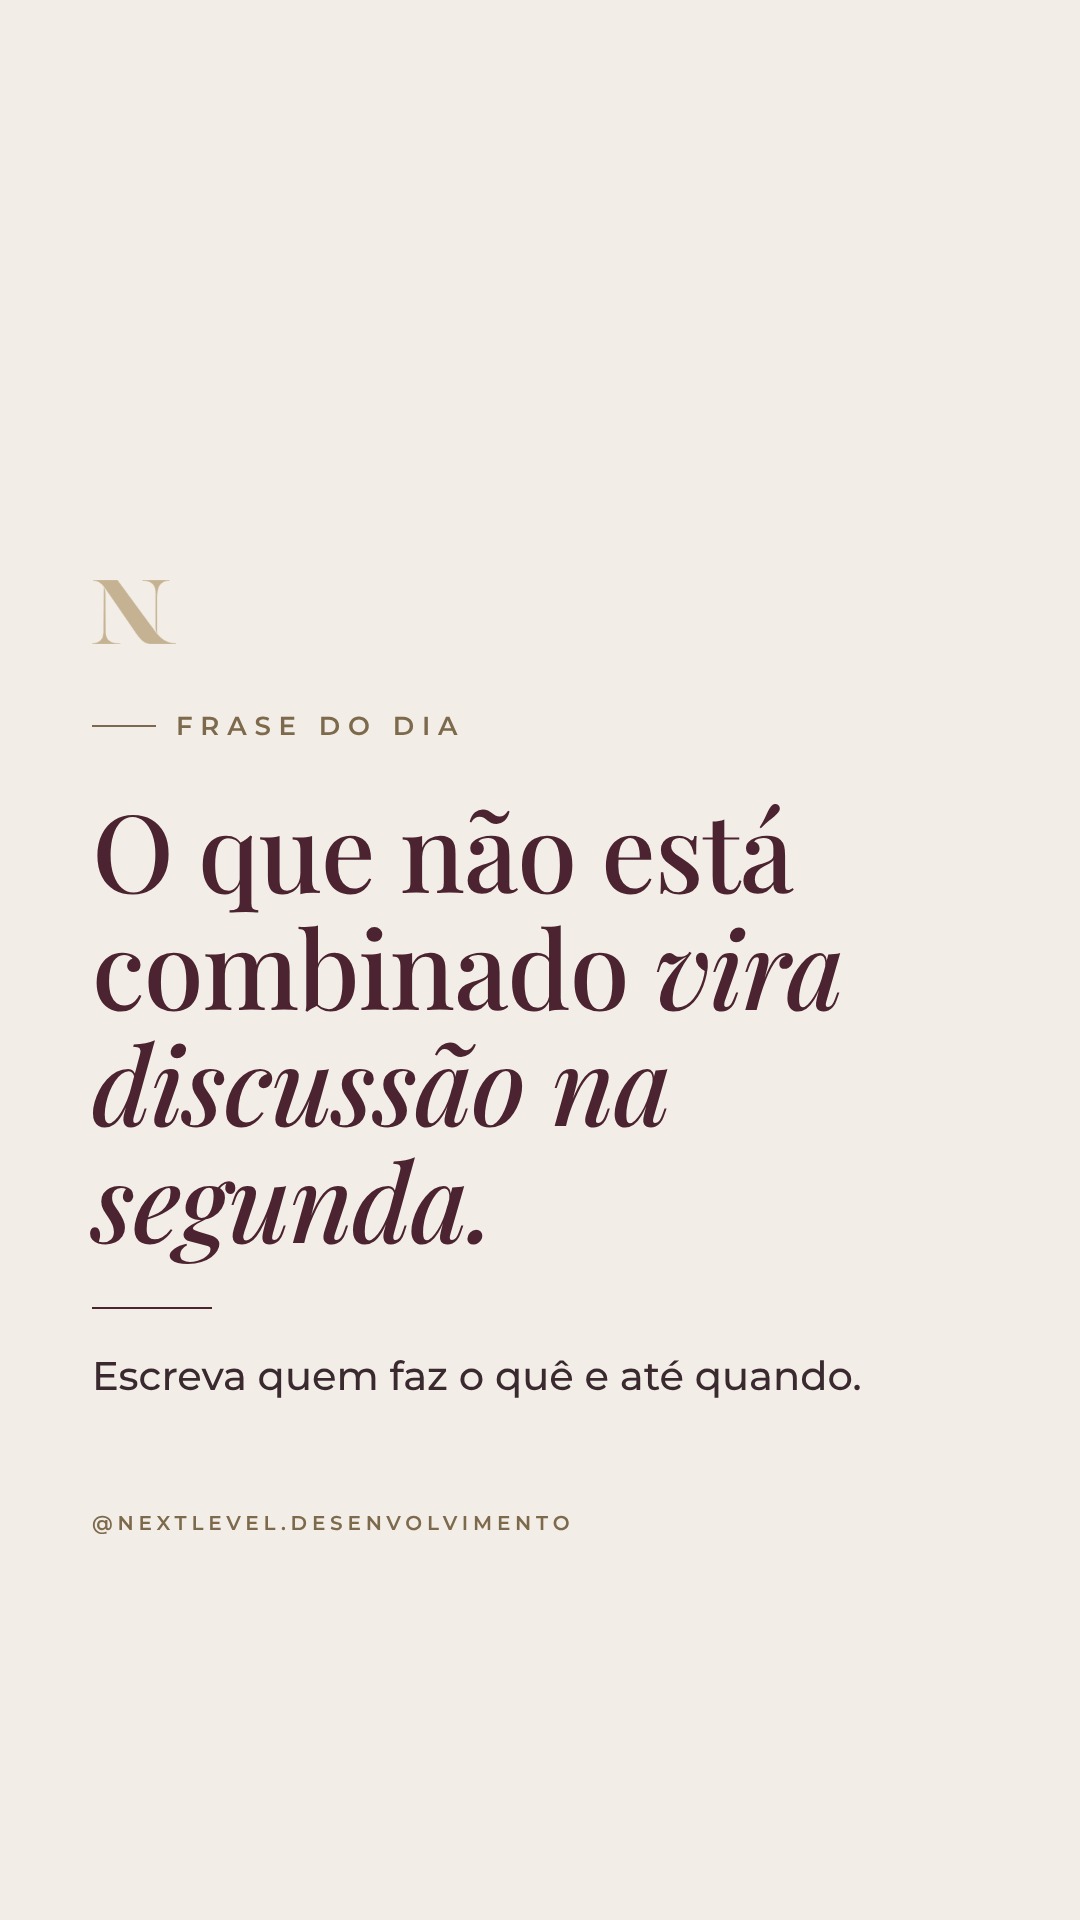 N
FRASE DO DIA
O que não está
combinado vira
discussão na
segunda.
Escreva quem faz o quê e até quando.
@NEXTLEVEL.DESENVOLVIMENTO